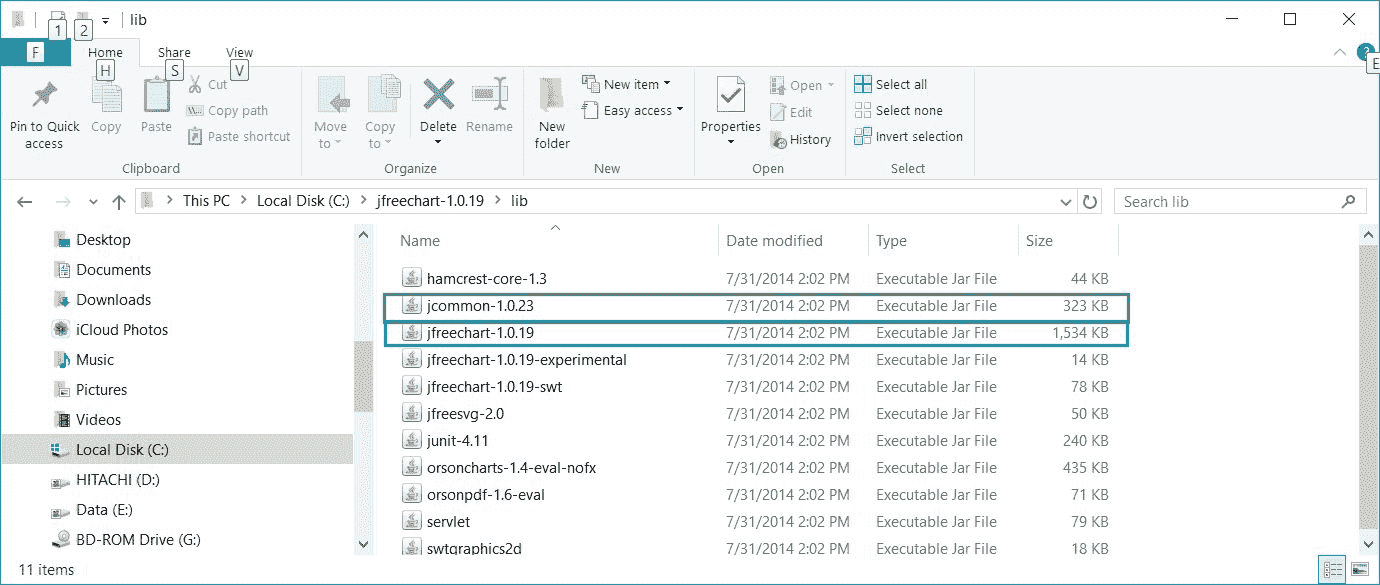 1 2 lib
F Home Share View ?
H S V E
Pin to Quick access
Copy
Paste
Cut
Copy path
Paste shortcut
Clipboard
Move to
Copy to
Delete
Rename
Organize
New folder
New item
Easy access
New
Properties
Open
Edit
History
Open
Select all
Select none
Invert selection
Select
This PC > Local Disk (C:) > jfreechart-1.0.19 > lib
Search lib
Desktop
Documents
Downloads
iCloud Photos
Music
Pictures
Videos
Local Disk (C:)
HITACHI (D:)
Data (E:)
BD-ROM Drive (G:)
Name Date modified Type Size
hamcrest-core-1.3 7/31/2014 2:02 PM Executable Jar File 44 KB
jcommon-1.0.23 7/31/2014 2:02 PM Executable Jar File 323 KB
jfreechart-1.0.19 7/31/2014 2:02 PM Executable Jar File 1,534 KB
jfreechart-1.0.19-experimental 7/31/2014 2:02 PM Executable Jar File 14 KB
jfreechart-1.0.19-swt 7/31/2014 2:02 PM Executable Jar File 78 KB
jfreesvg-2.0 7/31/2014 2:02 PM Executable Jar File 50 KB
junit-4.11 7/31/2014 2:02 PM Executable Jar File 240 KB
orsoncharts-1.4-eval-nofx 7/31/2014 2:02 PM Executable Jar File 435 KB
orsonpdf-1.6-eval 7/31/2014 2:02 PM Executable Jar File 71 KB
servlet 7/31/2014 2:02 PM Executable Jar File 79 KB
swtgraphics2d 7/31/2014 2:02 PM Executable Jar File 18 KB
11 items